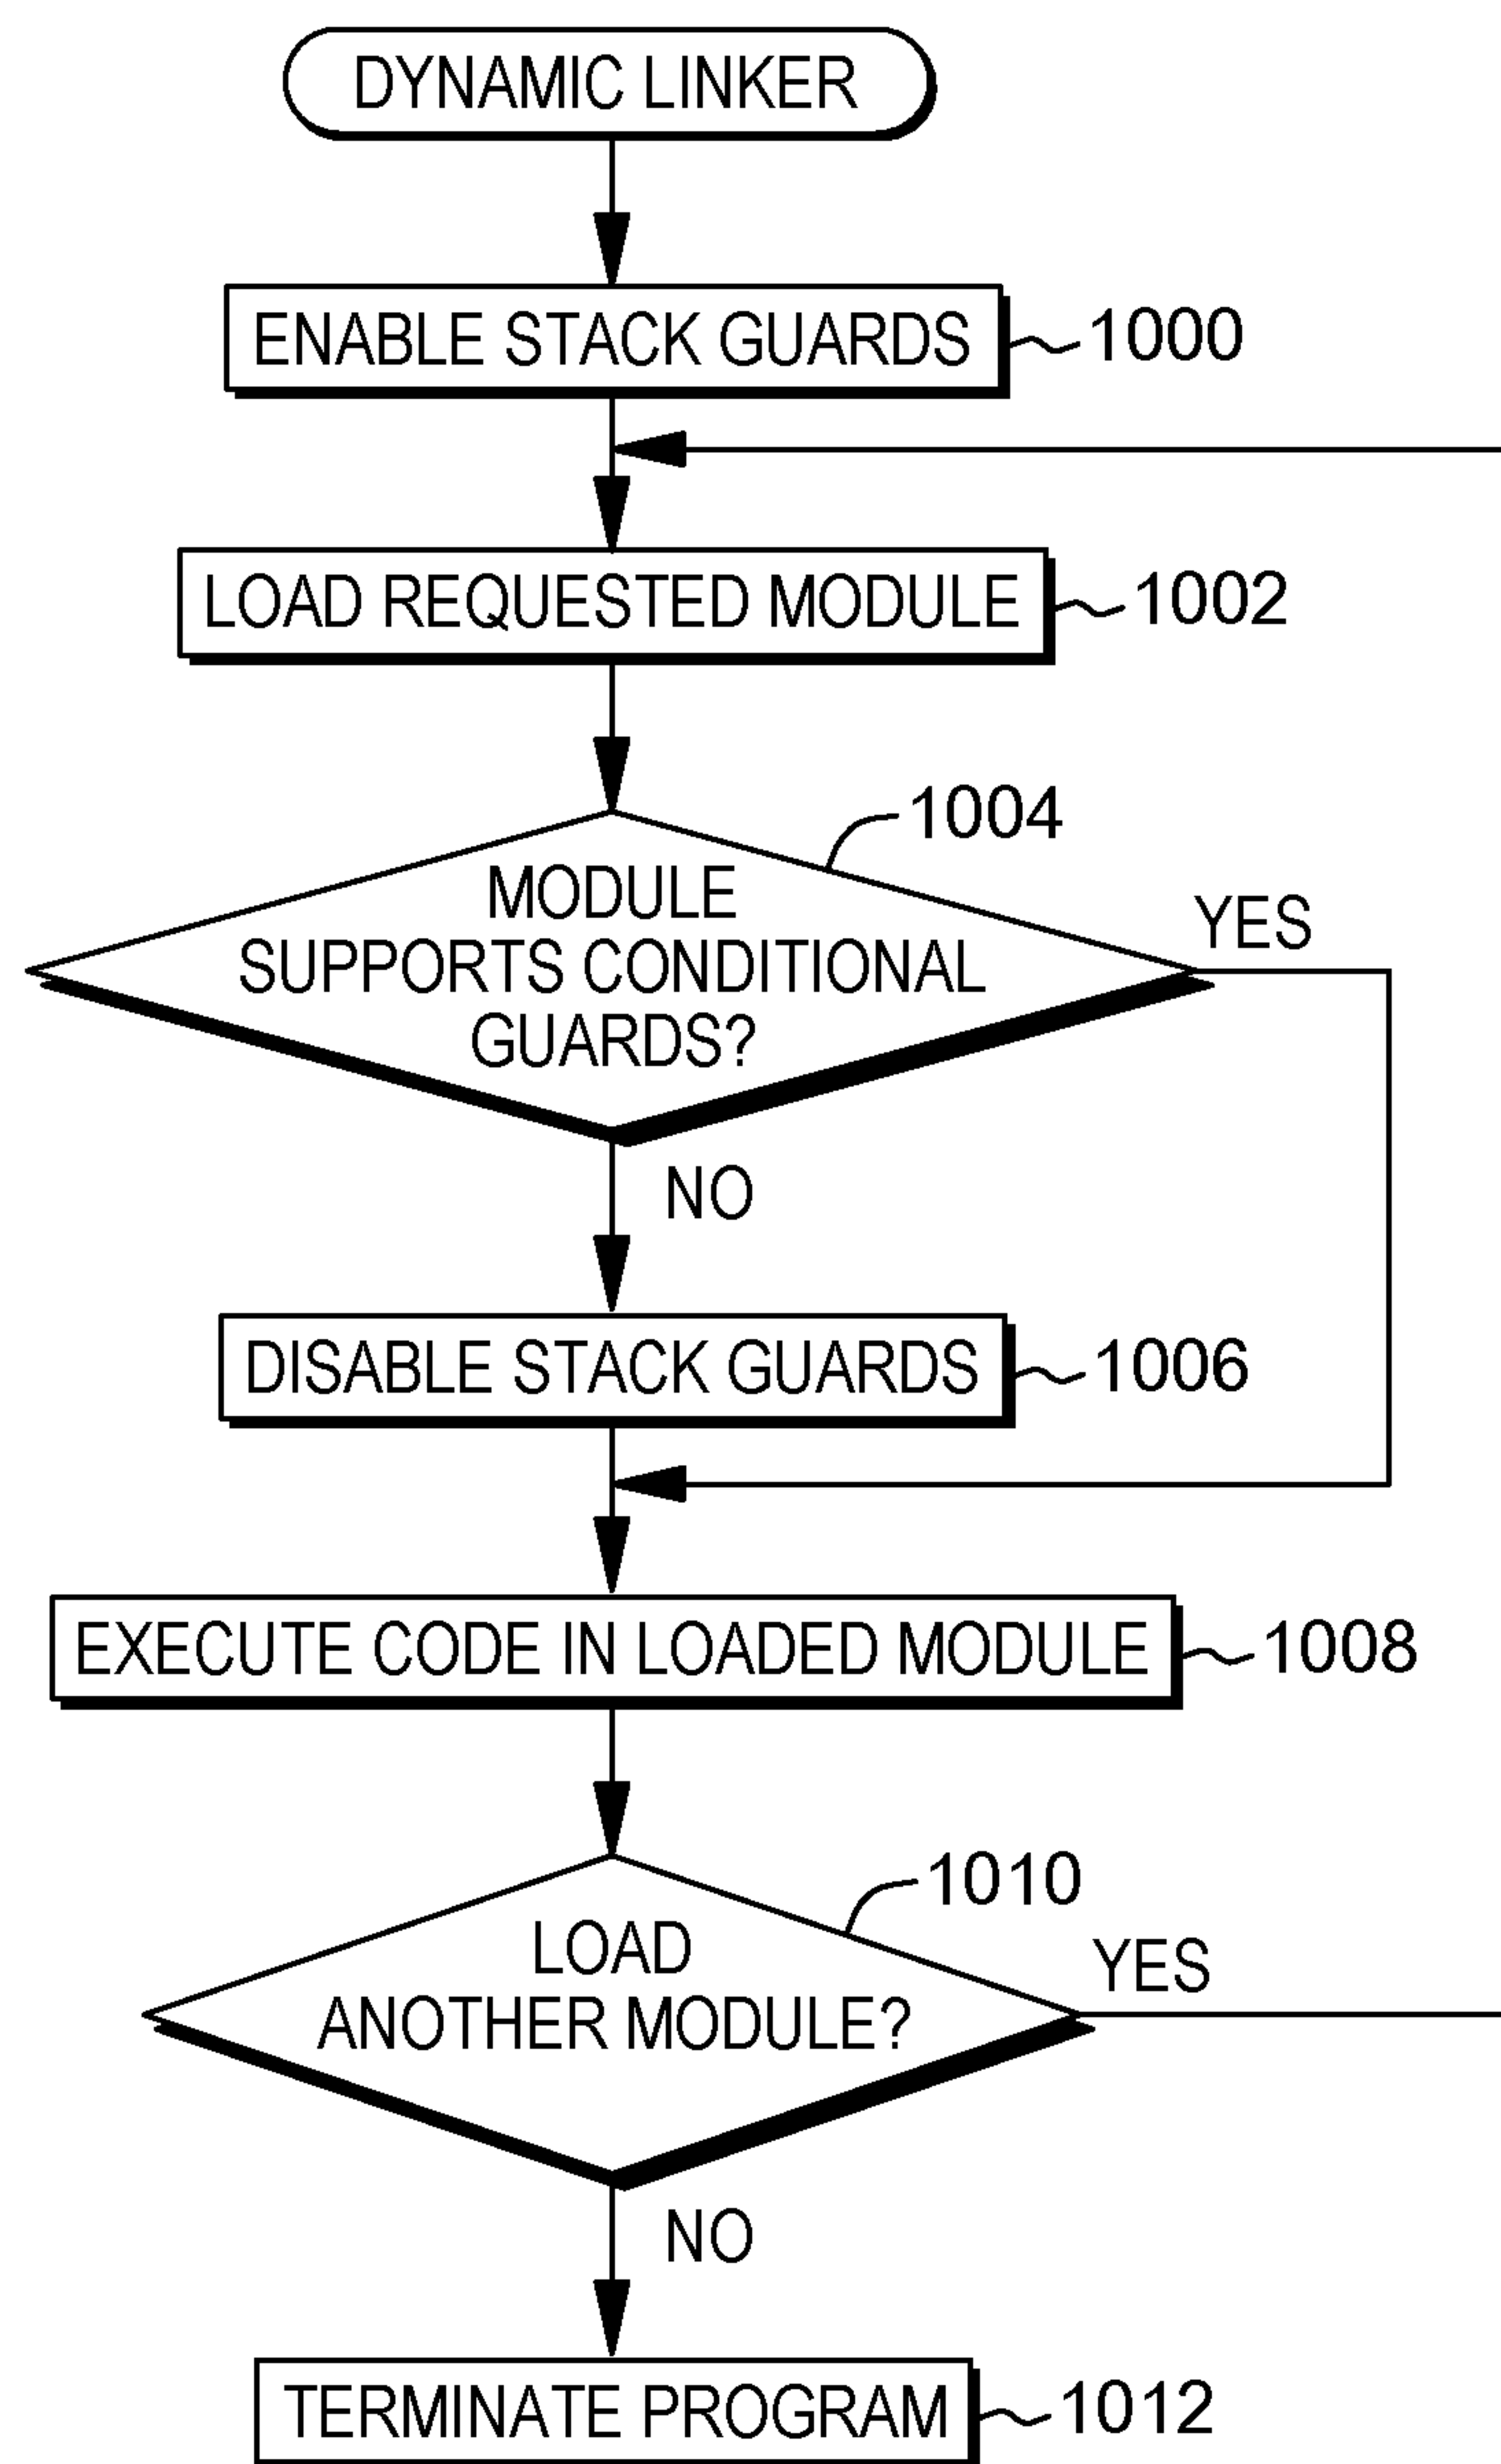 DYNAMIC LINKER
ENABLE STACK GUARDS
1000
LOAD REQUESTED MODULE
1002
1004
MODULE
SUPPORTS CONDITIONAL
GUARDS?
YES
NO
DISABLE STACK GUARDS
1006
EXECUTE CODE IN LOADED MODULE
1008
1010
LOAD
ANOTHER MODULE?
YES
NO
TERMINATE PROGRAM
1012